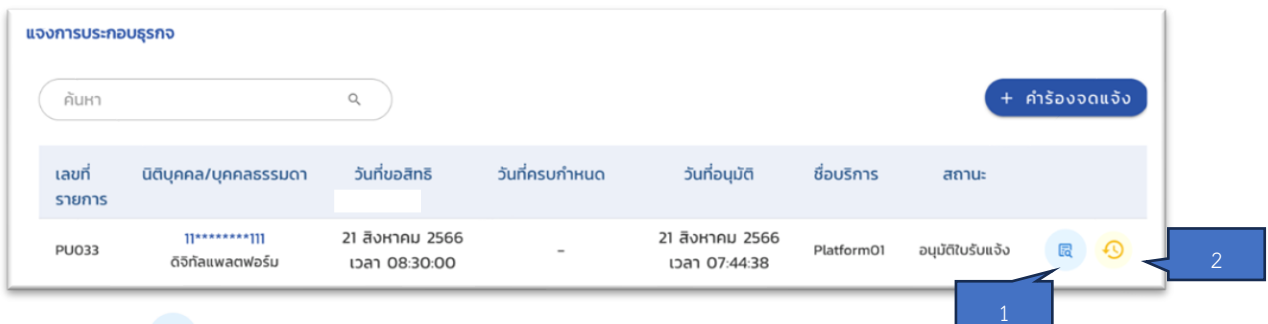 แจงการประกอบธุรกจ
ค้นหา
+ คำร้องจดแจ้ง
เลขที่ นิติบุคคล/บุคคลธรรมดา วันที่ขอสิทธิ วันที่ครบกำหนด วันที่อนุมัติ ชื่อบริการ สถานะ
รายการ
PU033 11********111 21 สิงหาคม 2566 - 21 สิงหาคม 2566 Platform01 อนุมัติใบรับแจ้ง
ดิจิทัลแพลตฟอร์ม เวลา 08:30:00 เวลา 07:44:38
2
1